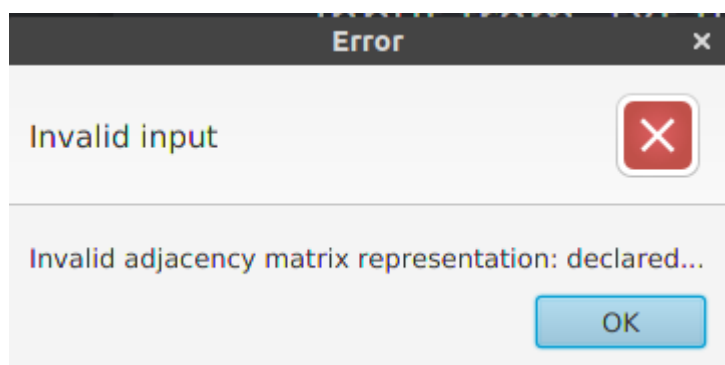 Error
Invalid input
Invalid adjacency matrix representation: declared...
OK